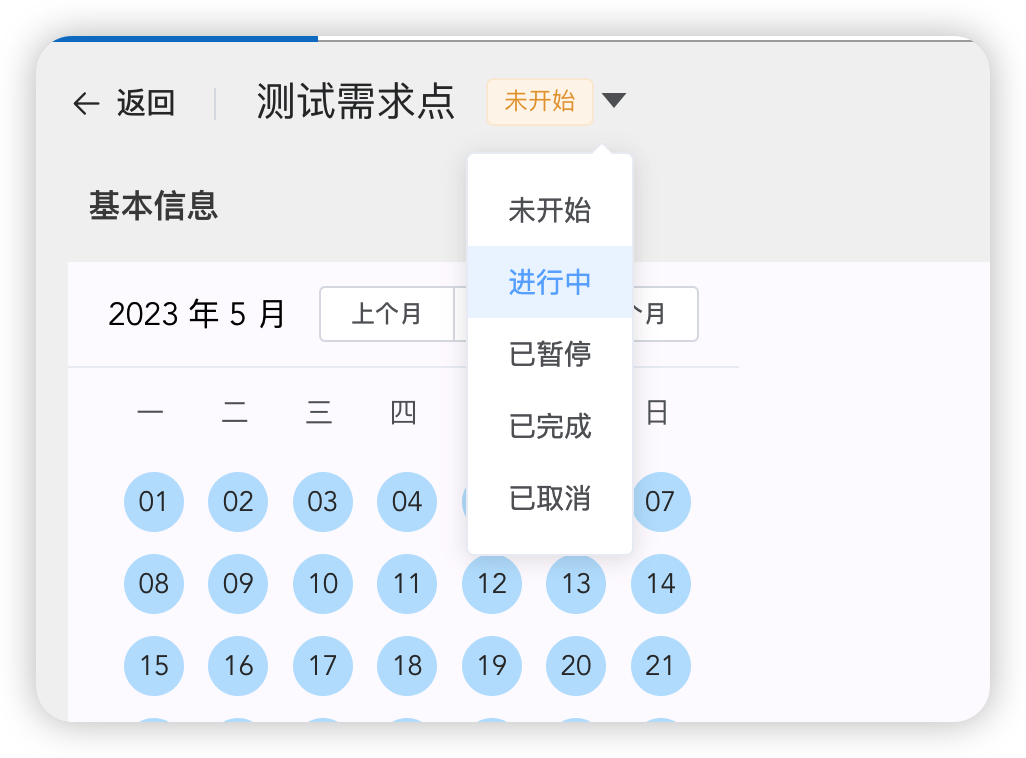 返回 测试需求点 未开始
未开始
基本信息
进行中
2023 年 5 月 上个月 个月
已暂停
一 二 三 四 日
已完成
01 02 03 04 07
已取消
08 09 10 11 12 13 14
15 16 17 18 19 20 21